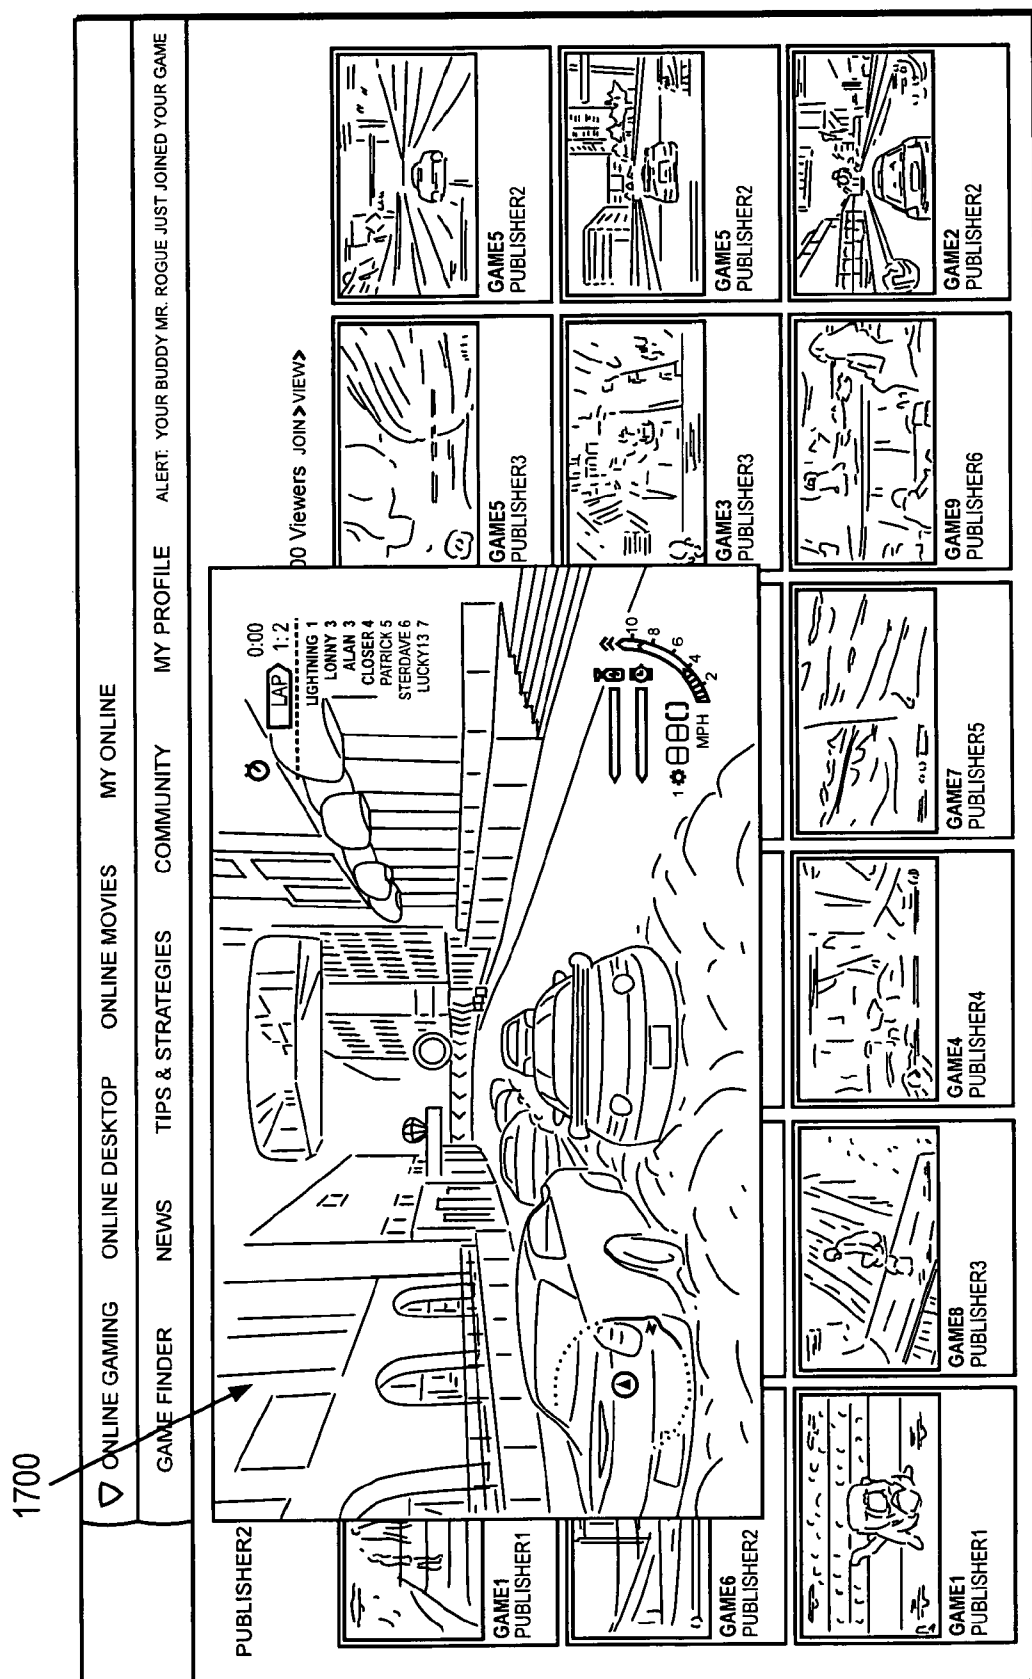 1700
ONLINE GAMING ONLINE DESKTOP ONLINE MOVIES MY ONLINE
GAME FINDER NEWS TIPS & STRATEGIES COMMUNITY MY PROFILE ALERT: YOUR BUDDY MR. ROGUE JUST JOINED YOUR GAME
PUBLISHER2
00 Viewers JOIN>VIEW>
LAP
0:00
1:2
LIGHTNING 1
LONNY 3
ALAN 3
CLOSER 4
PATRICK 5
STERDAVE 6
LUCKY13 7
N
1
MPH
2
4
6
8
10
GAME1
PUBLISHER1
GAME5
PUBLISHER3
GAME5
PUBLISHER2
GAME6
PUBLISHER2
GAME3
PUBLISHER3
GAME5
PUBLISHER2
GAME1
PUBLISHER1
GAME8
PUBLISHER3
GAME4
PUBLISHER4
GAME7
PUBLISHER5
GAME9
PUBLISHER6
GAME2
PUBLISHER2